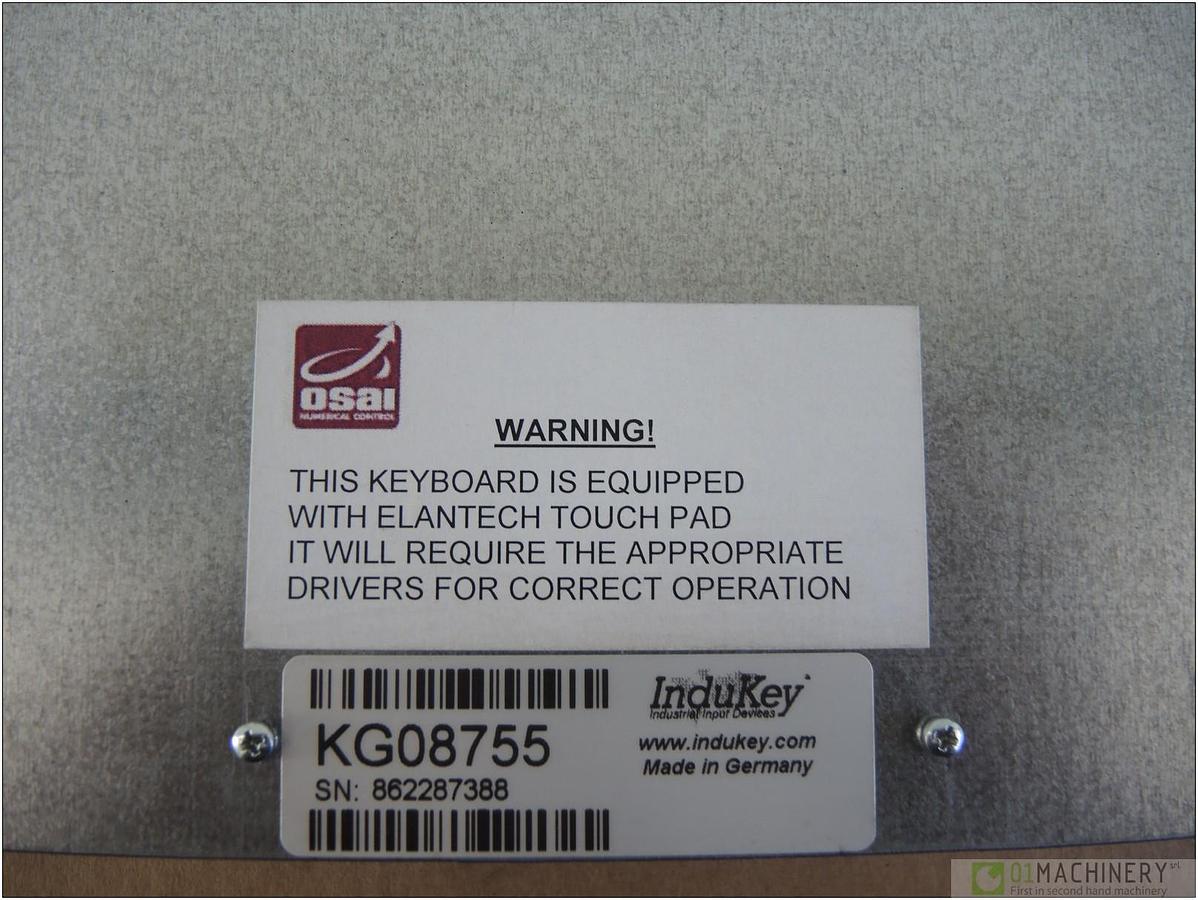 osai
NUMERICAL CONTROL
WARNING!
THIS KEYBOARD IS EQUIPPED
WITH ELANTECH TOUCH PAD
IT WILL REQUIRE THE APPROPRIATE
DRIVERS FOR CORRECT OPERATION
KG08755
SN: 862287388
InduKey
Industrial Input Devices
www.indukey.com
Made in Germany
01MACHINERY srl
First in second hand machinery